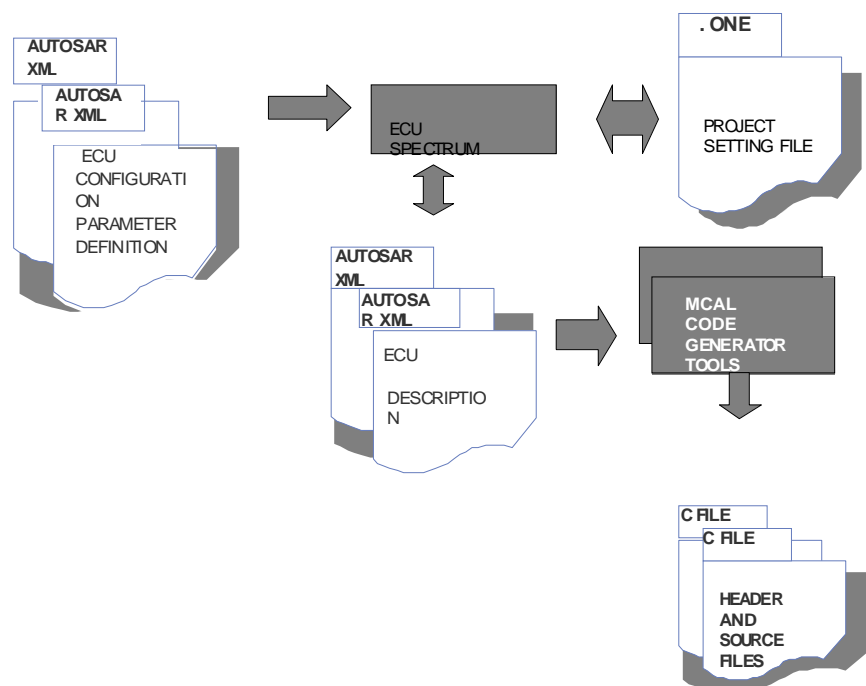 AUTOSAR
XML
AUTOSA
R XML
ECU
CONFIGURATI
ON
PARAMETER
DEFINITION
ECU
SPECTRUM
. ONE
PROJECT
SETTING FILE
AUTOSAR
XML
AUTOSA
R XML
ECU
DESCRIPTIO
N
MCAL
CODE
GENERATOR
TOOLS
C FILE
C FILE
HEADER
AND
SOURCE
FILES